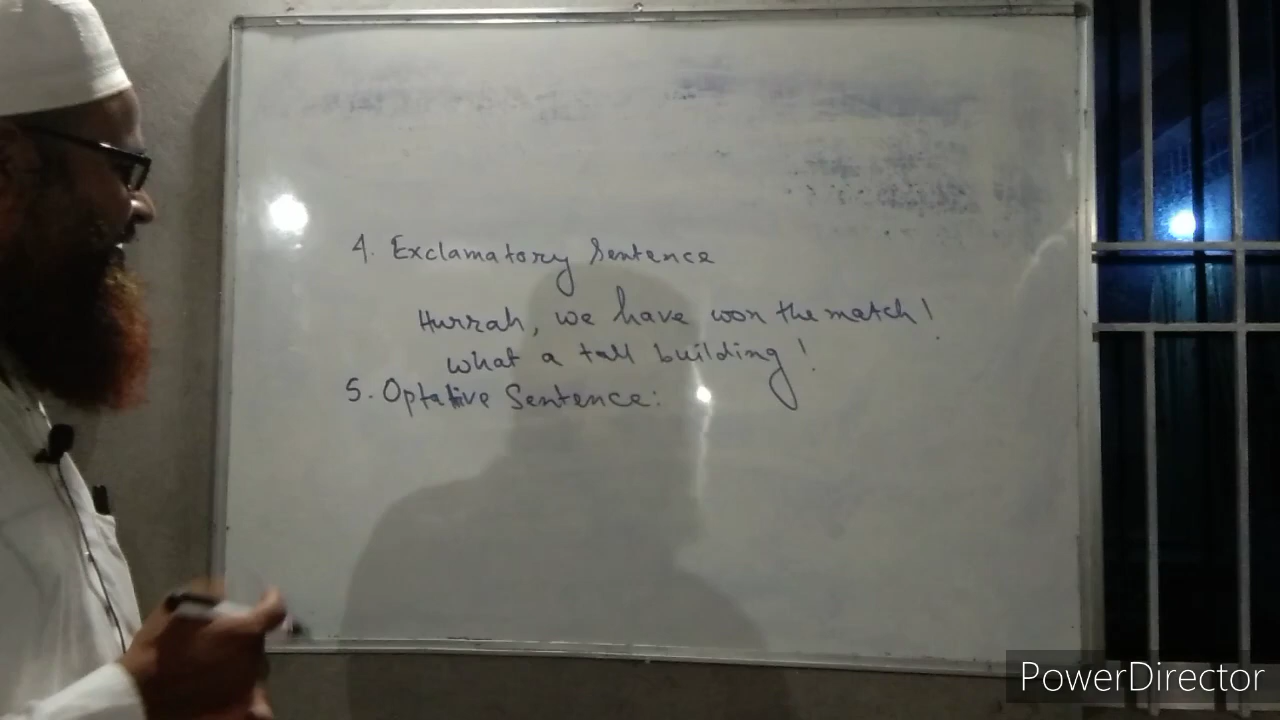 4. Exclamatory Sentence
Hurrah, we have won the match!
what a tall building!
5. Optative Sentence:
PowerDirector